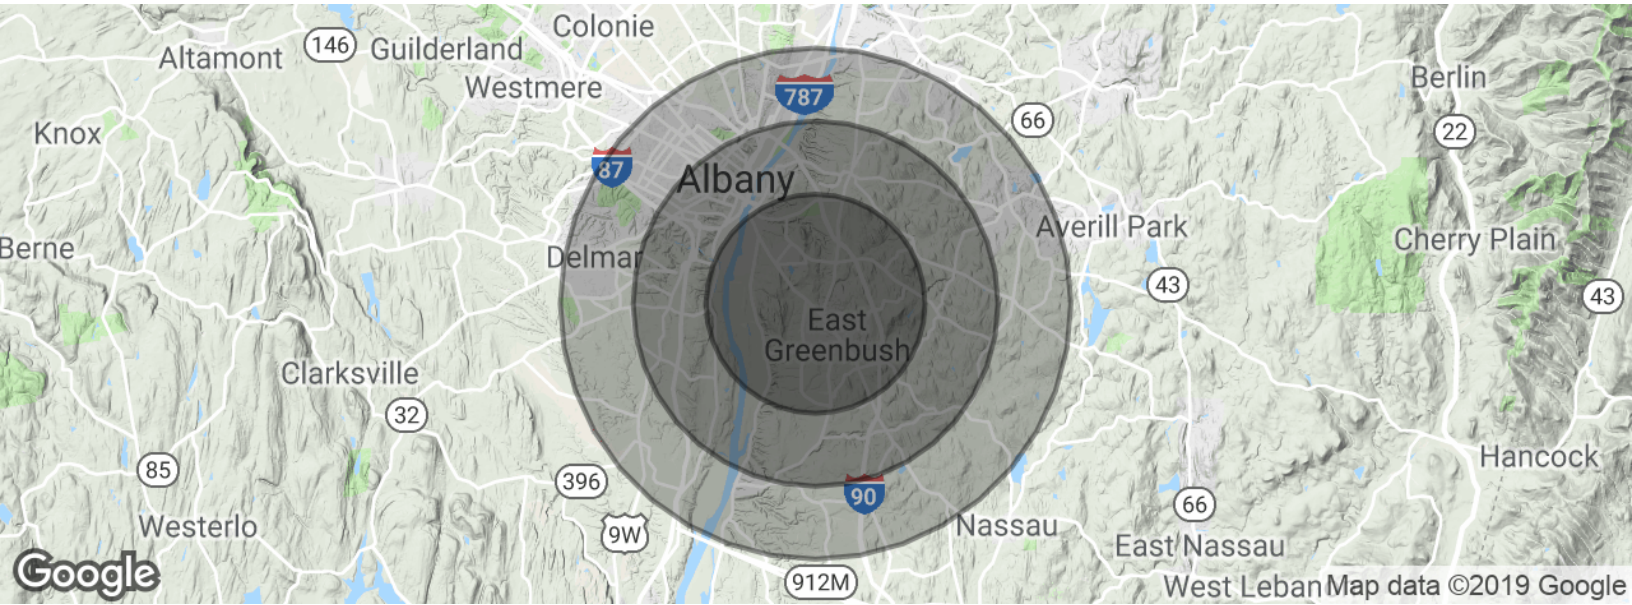 Colonie
146
Guilderland
Altamont
Westmere
Berlin
787
66
Knox
22
87
Albany
Averill Park
Berne
Cherry Plain
Delmar
43
43
East
Greenbush
Clarksville
32
Hancock
85
396
90
66
Westerlo
9W
Nassau
East Nassau
Google
912M
West Leban
Map data ©2019 Google